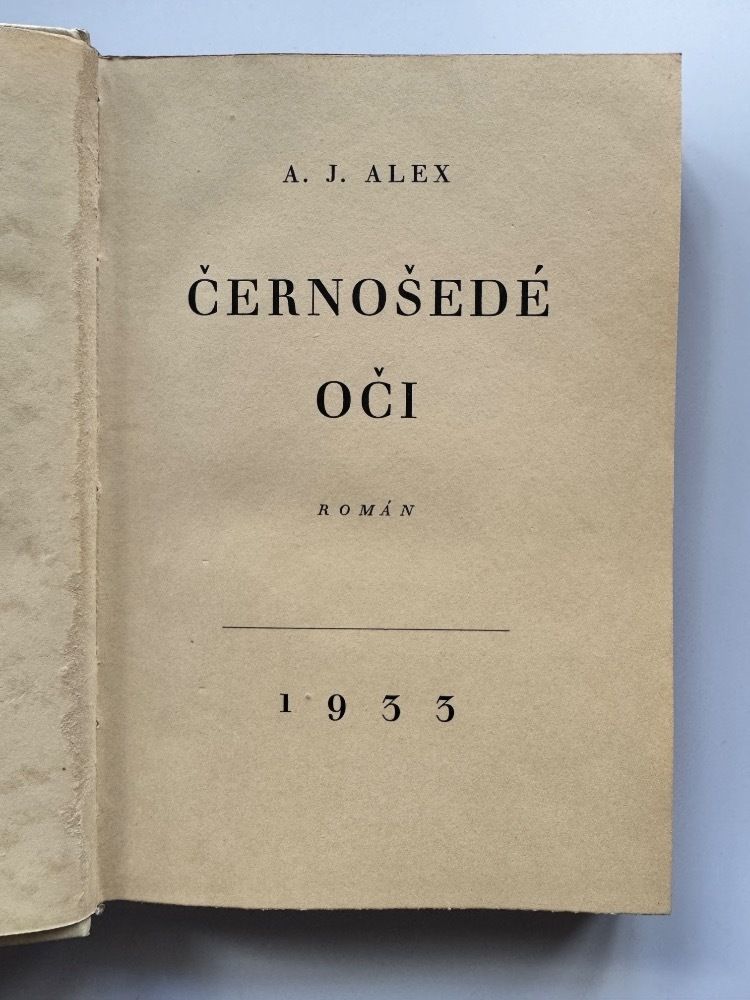 A. J. ALEX
ČERNOŠEDÉ
OČI
ROMÁN
1933